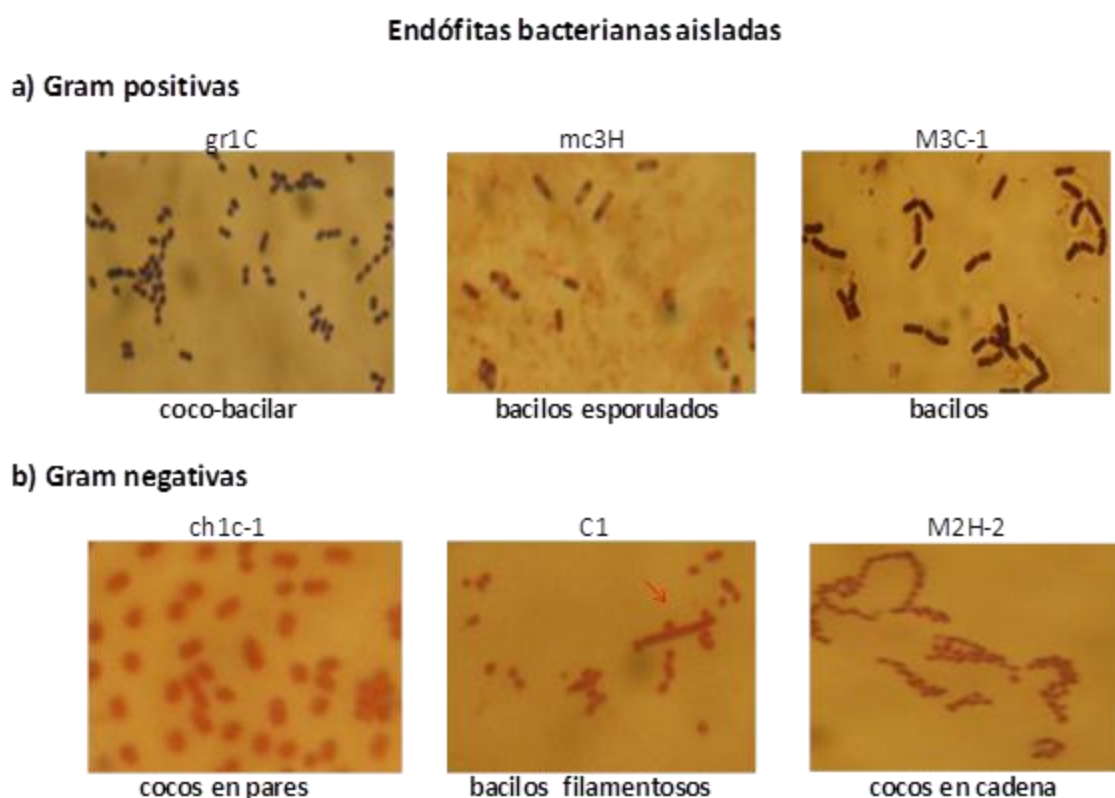 Endófitas bacterianas aisladas
a) Gram positivas
gr1C mc3H M3C-1
coco-bacilar bacilos esporulados bacilos
b) Gram negativas
ch1c-1 C1 M2H-2
cocos en pares bacilos filamentosos cocos en cadena